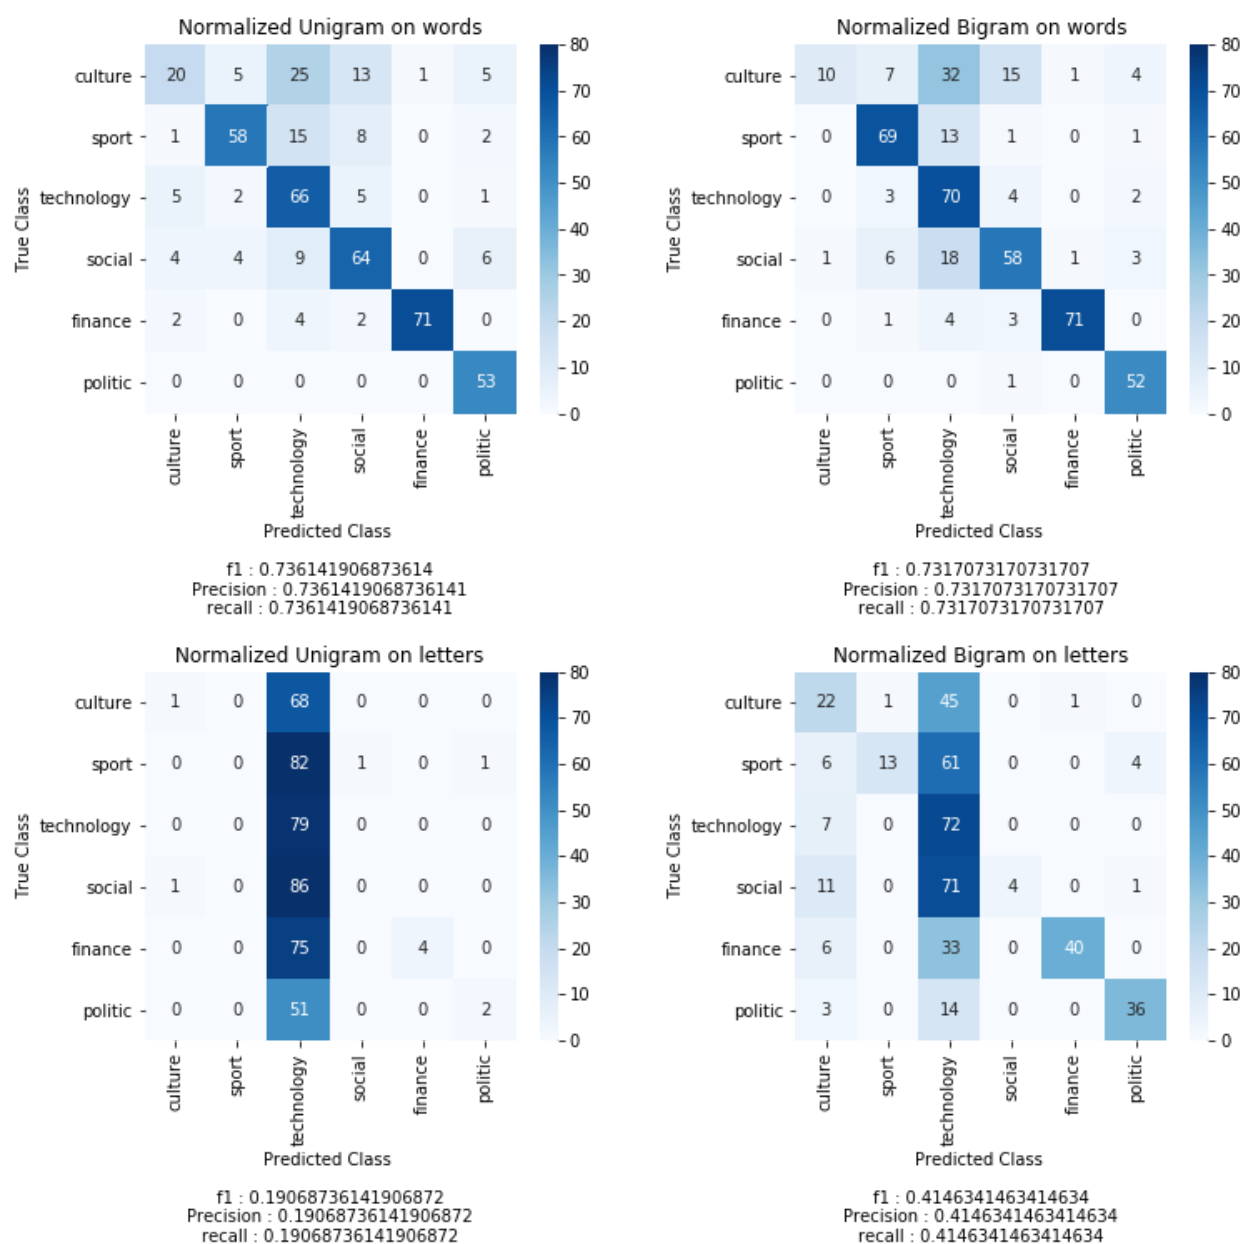 Normalized Unigram on words
True Class
culture 20 5 25 13 1 5
sport 1 58 15 8 0 2
technology 5 2 66 5 0 1
social 4 4 9 64 0 6
finance 2 0 4 2 71 0
politic 0 0 0 0 0 53
culture sport technology social finance politic
Predicted Class
80
70
60
50
40
30
20
10
0
f1 : 0.736141906873614
Precision : 0.7361419068736141
recall : 0.7361419068736141
Normalized Bigram on words
True Class
culture 10 7 32 15 1 4
sport 0 69 13 1 0 1
technology 0 3 70 4 0 2
social 1 6 18 58 1 3
finance 0 1 4 3 71 0
politic 0 0 0 1 0 52
culture sport technology social finance politic
Predicted Class
80
70
60
50
40
30
20
10
0
f1 : 0.7317073170731707
Precision : 0.7317073170731707
recall : 0.7317073170731707
Normalized Unigram on letters
True Class
culture 1 0 68 0 0 0
sport 0 0 82 1 0 1
technology 0 0 79 0 0 0
social 1 0 86 0 0 0
finance 0 0 75 0 4 0
politic 0 0 51 0 0 2
culture sport technology social finance politic
Predicted Class
80
70
60
50
40
30
20
10
0
f1 : 0.19068736141906872
Precision : 0.19068736141906872
recall : 0.19068736141906872
Normalized Bigram on letters
True Class
culture 22 1 45 0 1 0
sport 6 13 61 0 0 4
technology 7 0 72 0 0 0
social 11 0 71 4 0 1
finance 6 0 33 0 40 0
politic 3 0 14 0 0 36
culture sport technology social finance politic
Predicted Class
80
70
60
50
40
30
20
10
0
f1 : 0.4146341463414634
Precision : 0.4146341463414634
recall : 0.4146341463414634